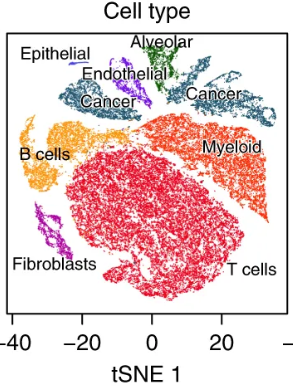 Cell type
Alveolar
Epithelial
Endothelial
Cancer
Cancer
B cells
Myeloid
Fibroblasts
T cells
−40 −20 0 20
tSNE 1